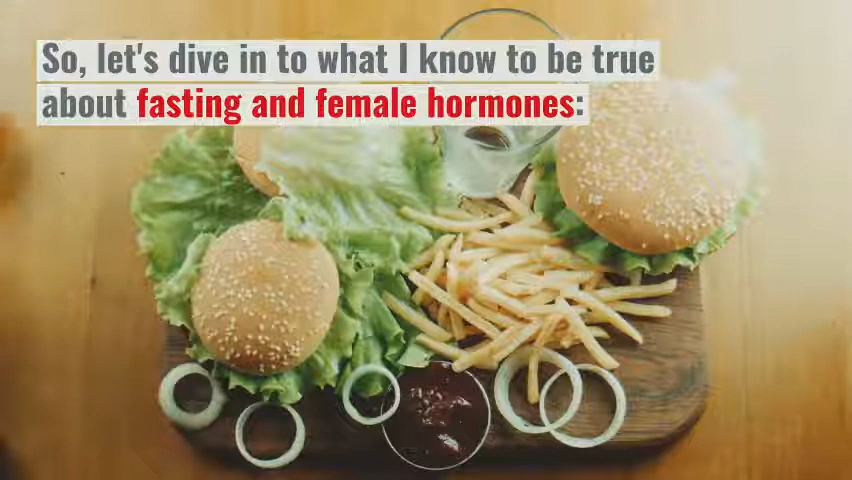 So, let's dive in to what I know to be true
about fasting and female hormones: